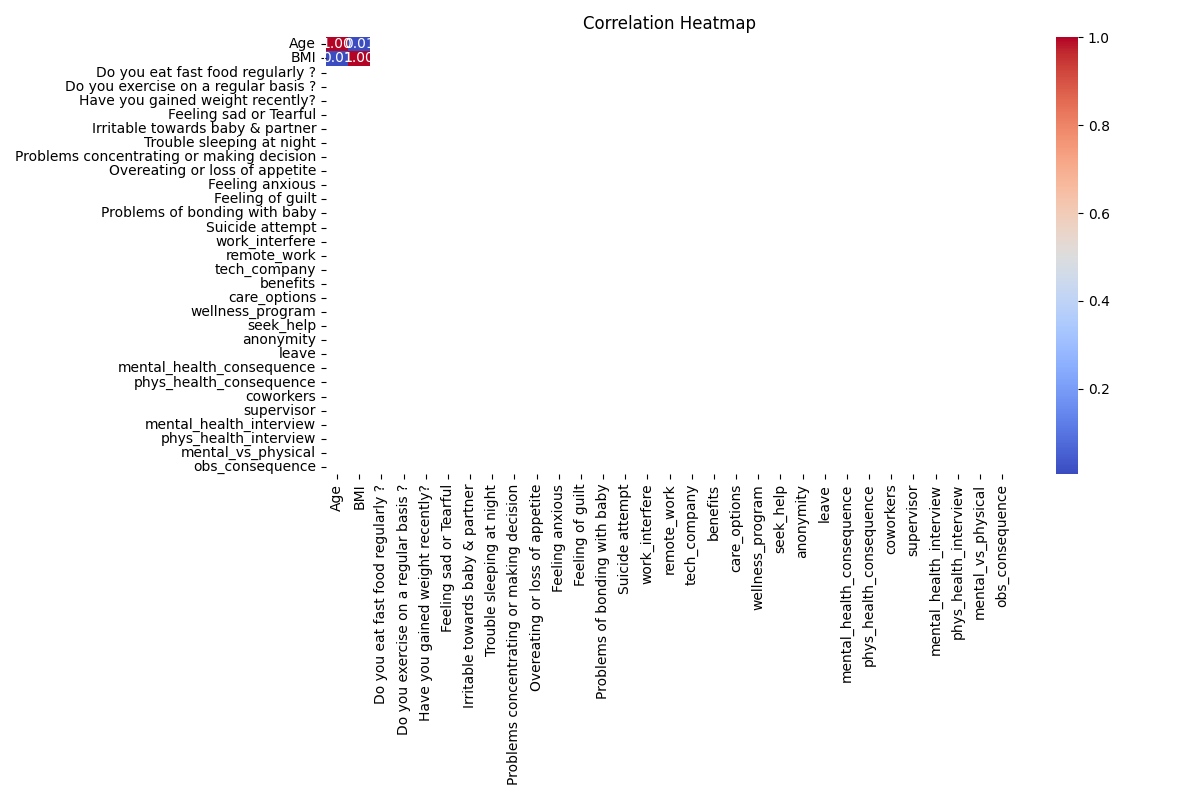 Correlation Heatmap
Age
BMI
Do you eat fast food regularly ?
Do you exercise on a regular basis ?
Have you gained weight recently?
Feeling sad or Tearful
Irritable towards baby & partner
Trouble sleeping at night
Problems concentrating or making decision
Overeating or loss of appetite
Feeling anxious
Feeling of guilt
Problems of bonding with baby
Suicide attempt
work_interfere
remote_work
tech_company
benefits
care_options
wellness_program
seek_help
anonymity
leave
mental_health_consequence
phys_health_consequence
coworkers
supervisor
mental_health_interview
phys_health_interview
mental_vs_physical
obs_consequence
1.00 0.01
0.01 1.00
1.0
0.8
0.6
0.4
0.2
Age
BMI
Do you eat fast food regularly ?
Do you exercise on a regular basis ?
Have you gained weight recently?
Feeling sad or Tearful
Irritable towards baby & partner
Trouble sleeping at night
Problems concentrating or making decision
Overeating or loss of appetite
Feeling anxious
Feeling of guilt
Problems of bonding with baby
Suicide attempt
work_interfere
remote_work
tech_company
benefits
care_options
wellness_program
seek_help
anonymity
leave
mental_health_consequence
phys_health_consequence
coworkers
supervisor
mental_health_interview
phys_health_interview
mental_vs_physical
obs_consequence